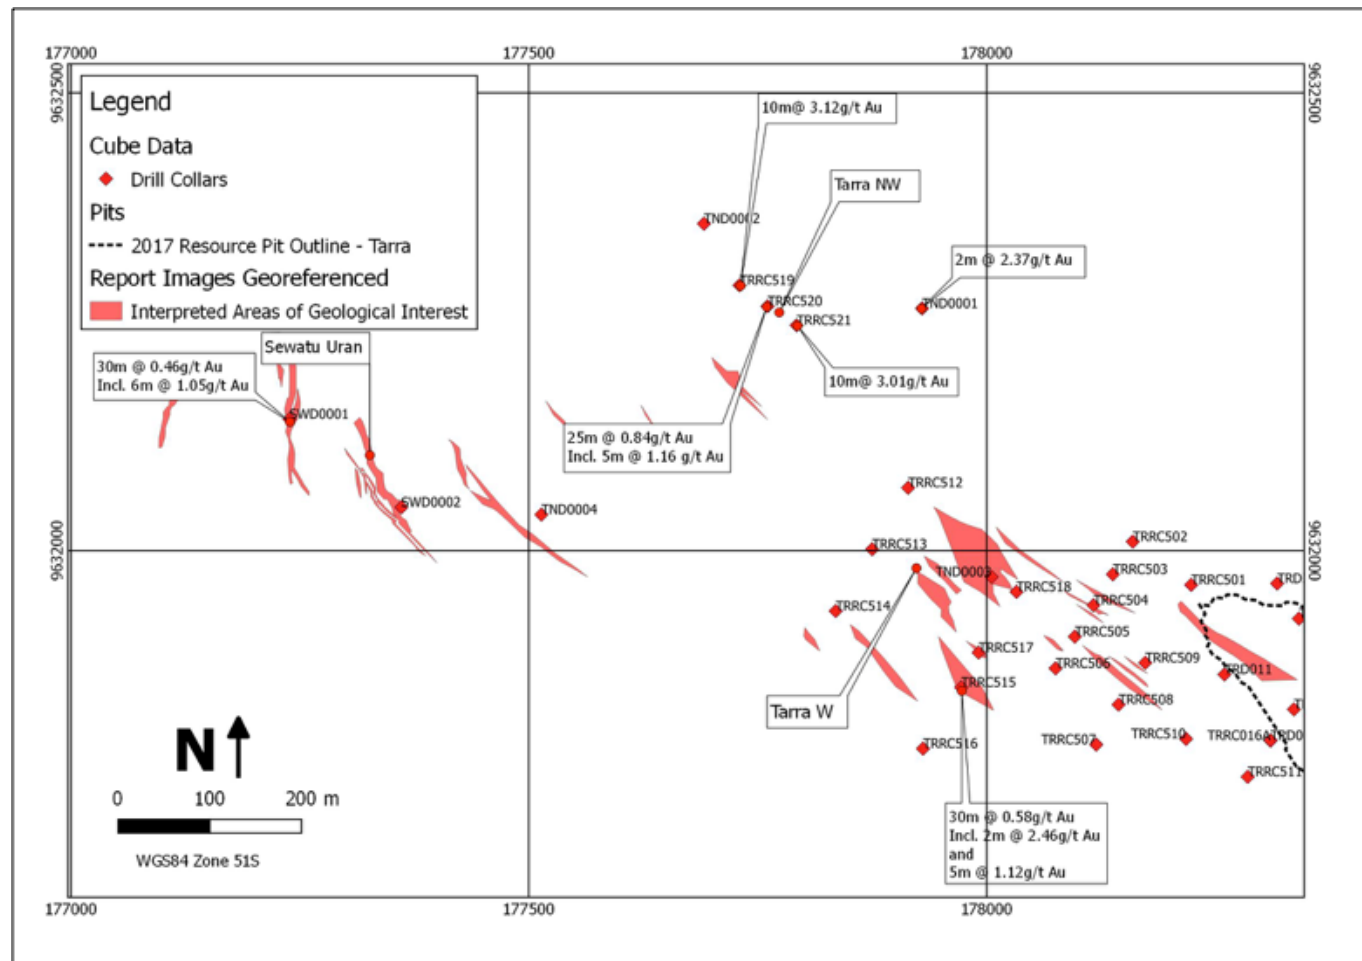 177000
177500
178000
9632500
9632500
Legend
Cube Data
Drill Collars
Pits
2017 Resource Pit Outline - Tarra
Report Images Georeferenced
Interpreted Areas of Geological Interest
10m@ 3.12g/t Au
Tarra NW
TND0002
2m @ 2.37g/t Au
TRRC519
TRRC520
TND0001
TRRC521
Sewatu Uran
30m @ 0.46g/t Au
Incl. 6m @ 1.05g/t Au
10m@ 3.01g/t Au
SWD0001
25m @ 0.84g/t Au
Incl. 5m @ 1.16 g/t Au
TRRC512
SWD0002
TND0004
9632000
9632000
TRRC513
TRRC502
TND0003
TRRC503
TRRC518
TRRC501
TRD
TRRC514
TRRC504
TRRC505
TRRC517
TRRC506
TRRC509
TRD011
TRRC515
Tarra W
TRRC508
TRRC516
TRRC507
TRRC510
TRRC016A
TRD0
TRRC511
N
0 100 200 m
WGS84 Zone 51S
30m @ 0.58g/t Au
Incl. 2m @ 2.46g/t Au
and
5m @ 1.12g/t Au
177000
177500
178000